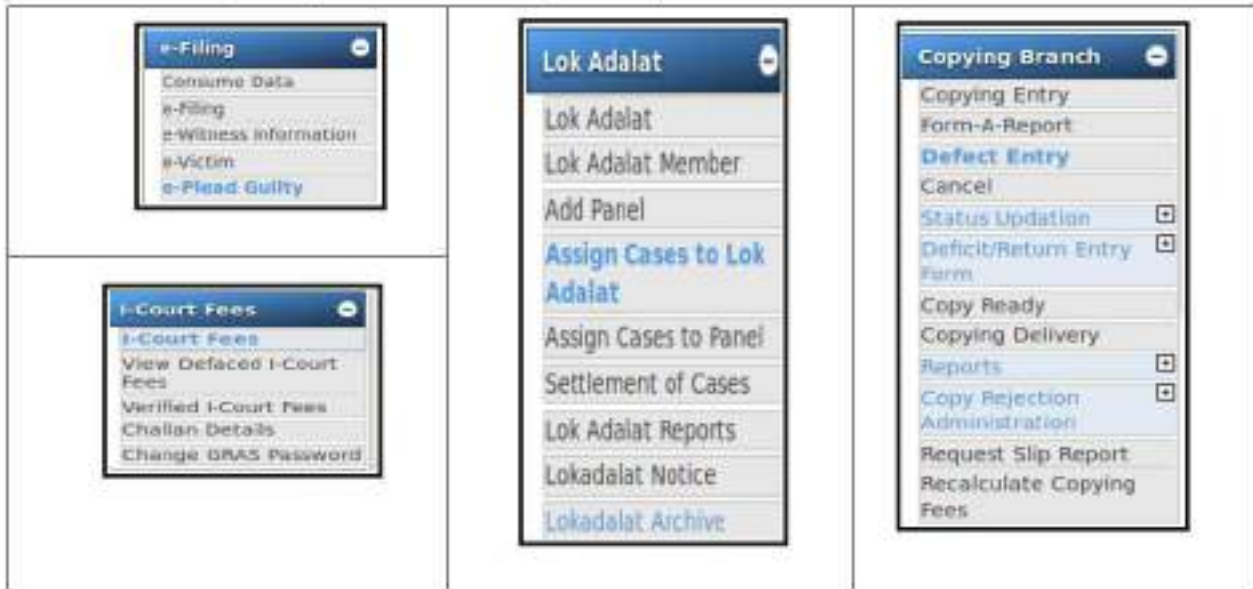 e-Filing
Consume Data
e-filing
e-Witness Information
e-Victim
e-Plead Guilty
I-Court Fees
I-Court Fees
View Defaced I-Court
Fees
Verified I-Court Fees
Challan Details
Change GRAS Password
Lok Adalat
Lok Adalat
Lok Adalat Member
Add Panel
Assign Cases to Lok
Adalat
Assign Cases to Panel
Settlement of Cases
Lok Adalat Reports
Lokadalat Notice
Lokadalat Archive
Copying Branch
Copying Entry
Form-A-Report
Defect Entry
Cancel
Status Updation
Deficit/Return Entry
Form
Copy Ready
Copying Delivery
Reports
Copy Rejection
Administration
Request Slip Report
Recalculate Copying
Fees